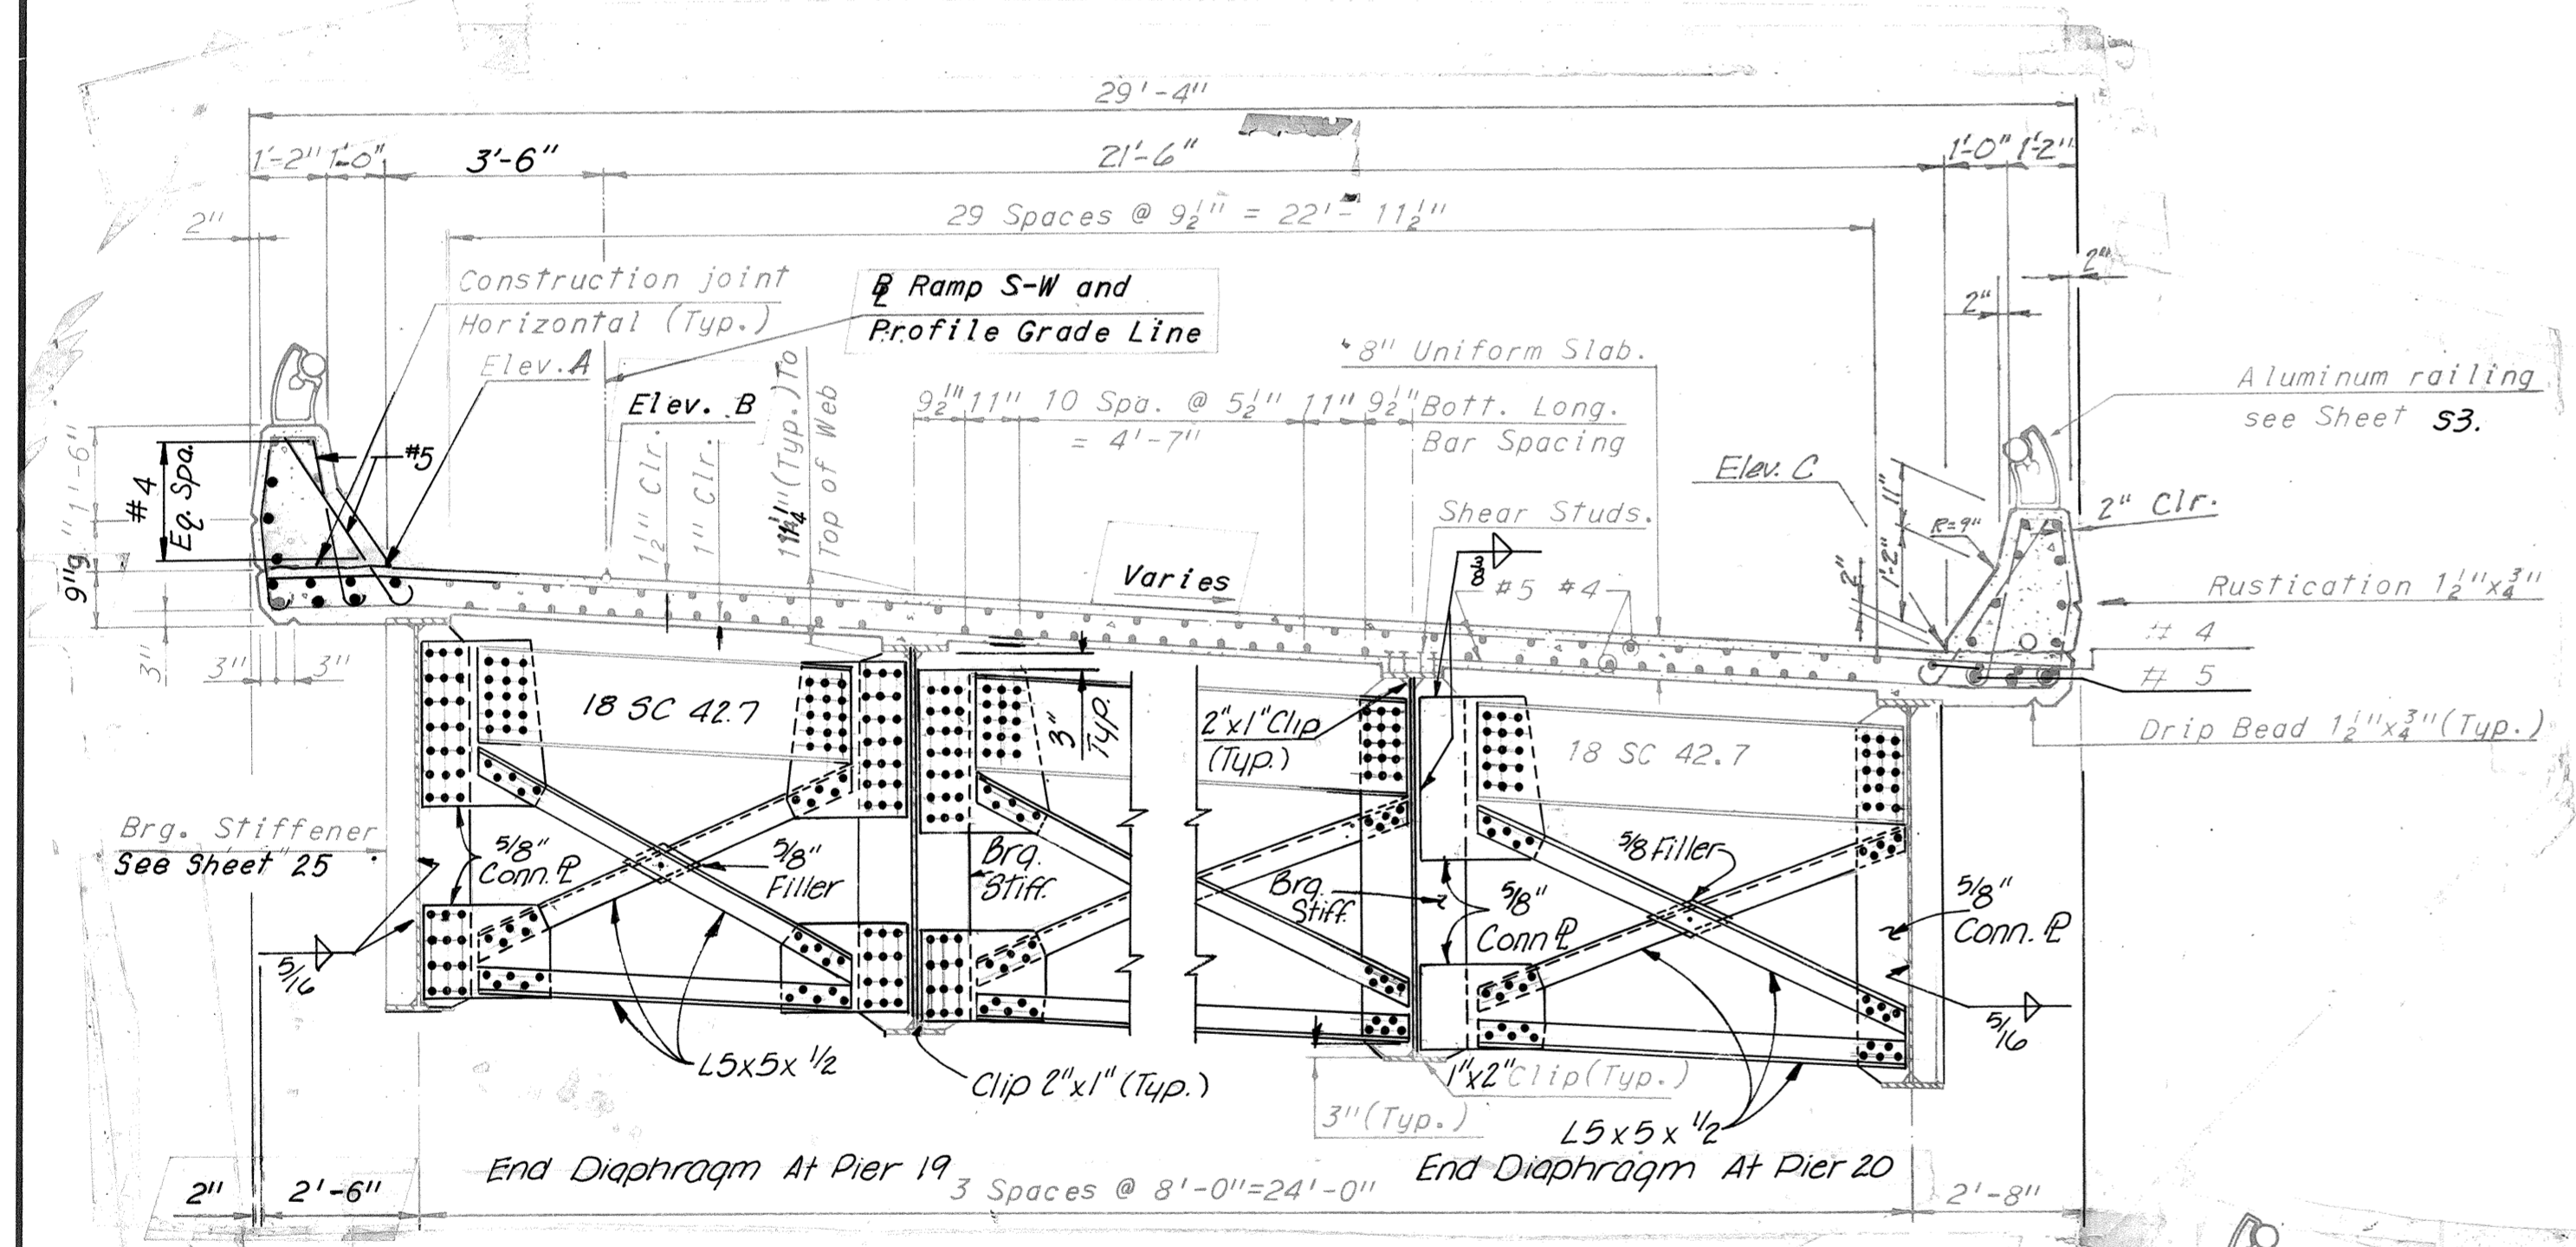 29'-4"
1'-2" 1'-0" 3'-6" 21'-6" 1'-0" 1'-2"
29 Spaces @ 9½" = 22'- 11½"
2"
2"
2"
Construction joint
Horizontal (Typ.)
Elev. A
℄ Ramp S-W and
Profile Grade Line
Elev. B
8" Uniform Slab.
9½" 11" 10 Spa. @ 5½" 11" 9½" Bott. Long.
= 4'-7" Bar Spacing
Aluminum railing
see Sheet S3.
Elev. C
1'-6"
9"
#4
Eq. Spa.
#5
1½" Clr.
1" Clr.
(Typ.) To
Top of Web
Varies
Shear Studs.
3/8
#5 #4
11"
R=9"
1'-2"
2"
2" Clr.
Rustication 1½"x¾"
# 4
# 5
Drip Bead 1½"x¾" (Typ.)
3"
3" 3"
18 SC 42.7
3"
Typ.
2"x1" Clip
(Typ.)
18 SC 42.7
Brg. Stiffener
See Sheet 25
5/8"
Conn. ℄
5/8"
Filler
Brg.
Stiff.
Brg.
Stiff.
5/8"
Conn ℄
5/8 Filler
5/8"
Conn. ℄
5/16
5/16
L5x5x 1/2
Clip 2"x1" (Typ.)
1"x2" Clip (Typ.)
3" (Typ.)
L5x5x 1/2
End Diaphragm At Pier 19
End Diaphragm At Pier 20
2" 2'-6" 3 Spaces @ 8'-0"=24'-0" 2'-8"